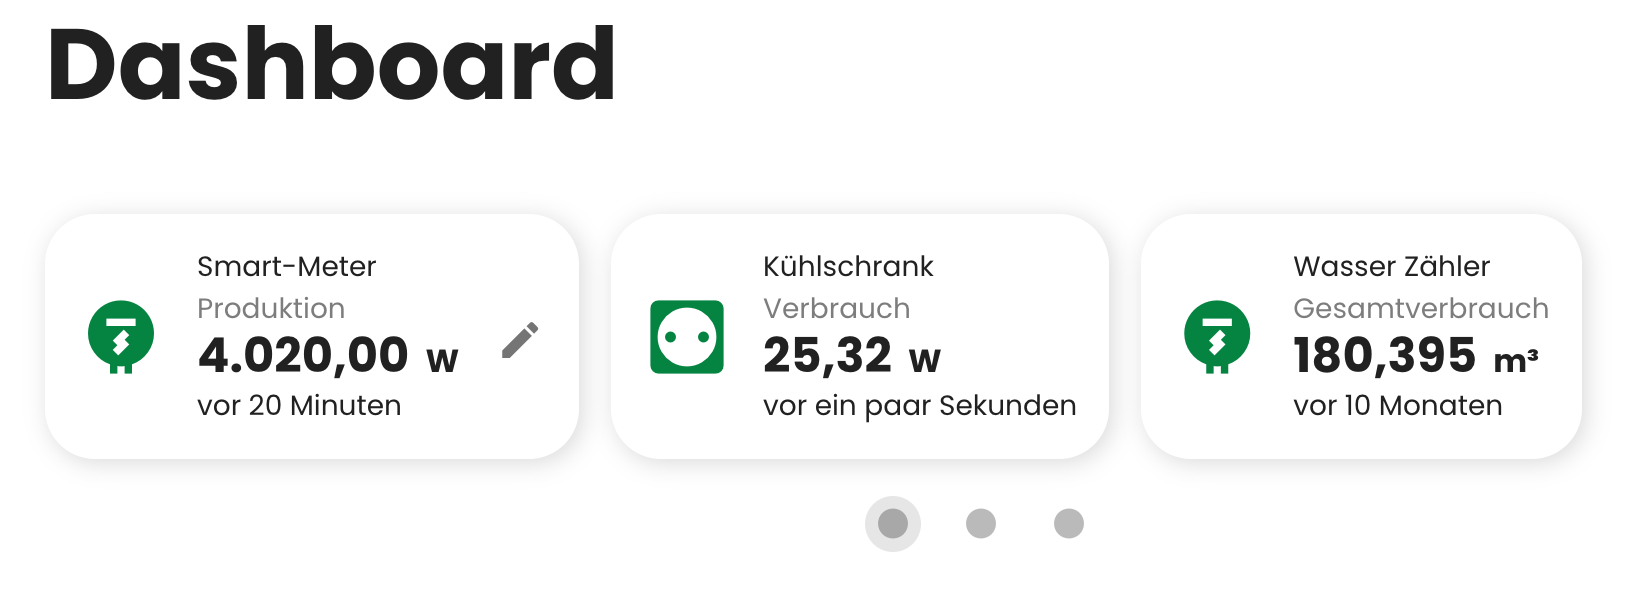 Dashboard
Smart-Meter
Produktion
4.020,00 W
vor 20 Minuten
Kühlschrank
Verbrauch
25,32 W
vor ein paar Sekunden
Wasser Zähler
Gesamtverbrauch
180,395 m³
vor 10 Monaten